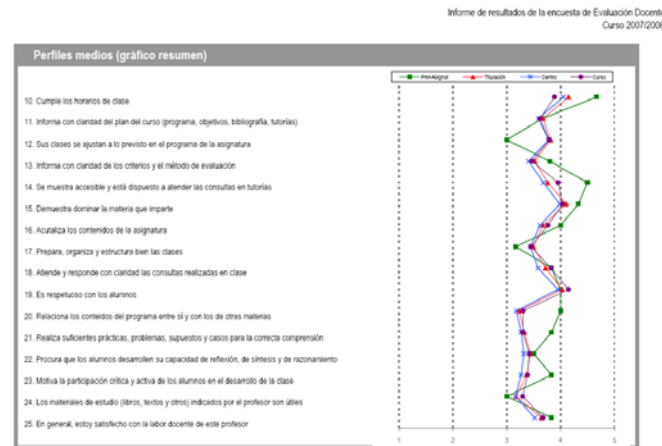 Informe de resultados de la encuesta de Evaluación Docente
Curso 2007/2008
Perfiles medios (gráfico resumen)
Prof-Asignat Titulación Centro Curso
10. Cumple los horarios de clase
11. Informa con claridad del plan del curso (programa, objetivos, bibliografía, tutorías)
12. Sus clases se ajustan a lo previsto en el programa de la asignatura
13. Informa con claridad de los criterios y el método de evaluación
14. Se muestra accesible y está dispuesto a atender las consultas en tutorías
15. Demuestra dominar la materia que imparte
16. Acutaliza los contenidos de la asignatura
17. Prepara, organiza y estructura bien las clases
18. Atiende y responde con claridad las consultas realizadas en clase
19. Es respetuoso con los alumnos
20. Relaciona los conteidos del programa entre sí y con los de otras materias
21. Realiza suficientes prácticas, problemas, supuestos y casos para la correcta comprensión
22. Procura que los alumnos desarrollen su capacidad de reflexión, de síntesis y de razonamiento
23. Motiva la participación crítica y activa de los alumnos en el desarrollo de la clase
24. Los materiales de estudio (libros, textos y otros) indicados por el profesor son útiles
25. En general, estoy satisfecho con la labor docente de este profesor
1 2 3 4 5
1 2 3 4 5